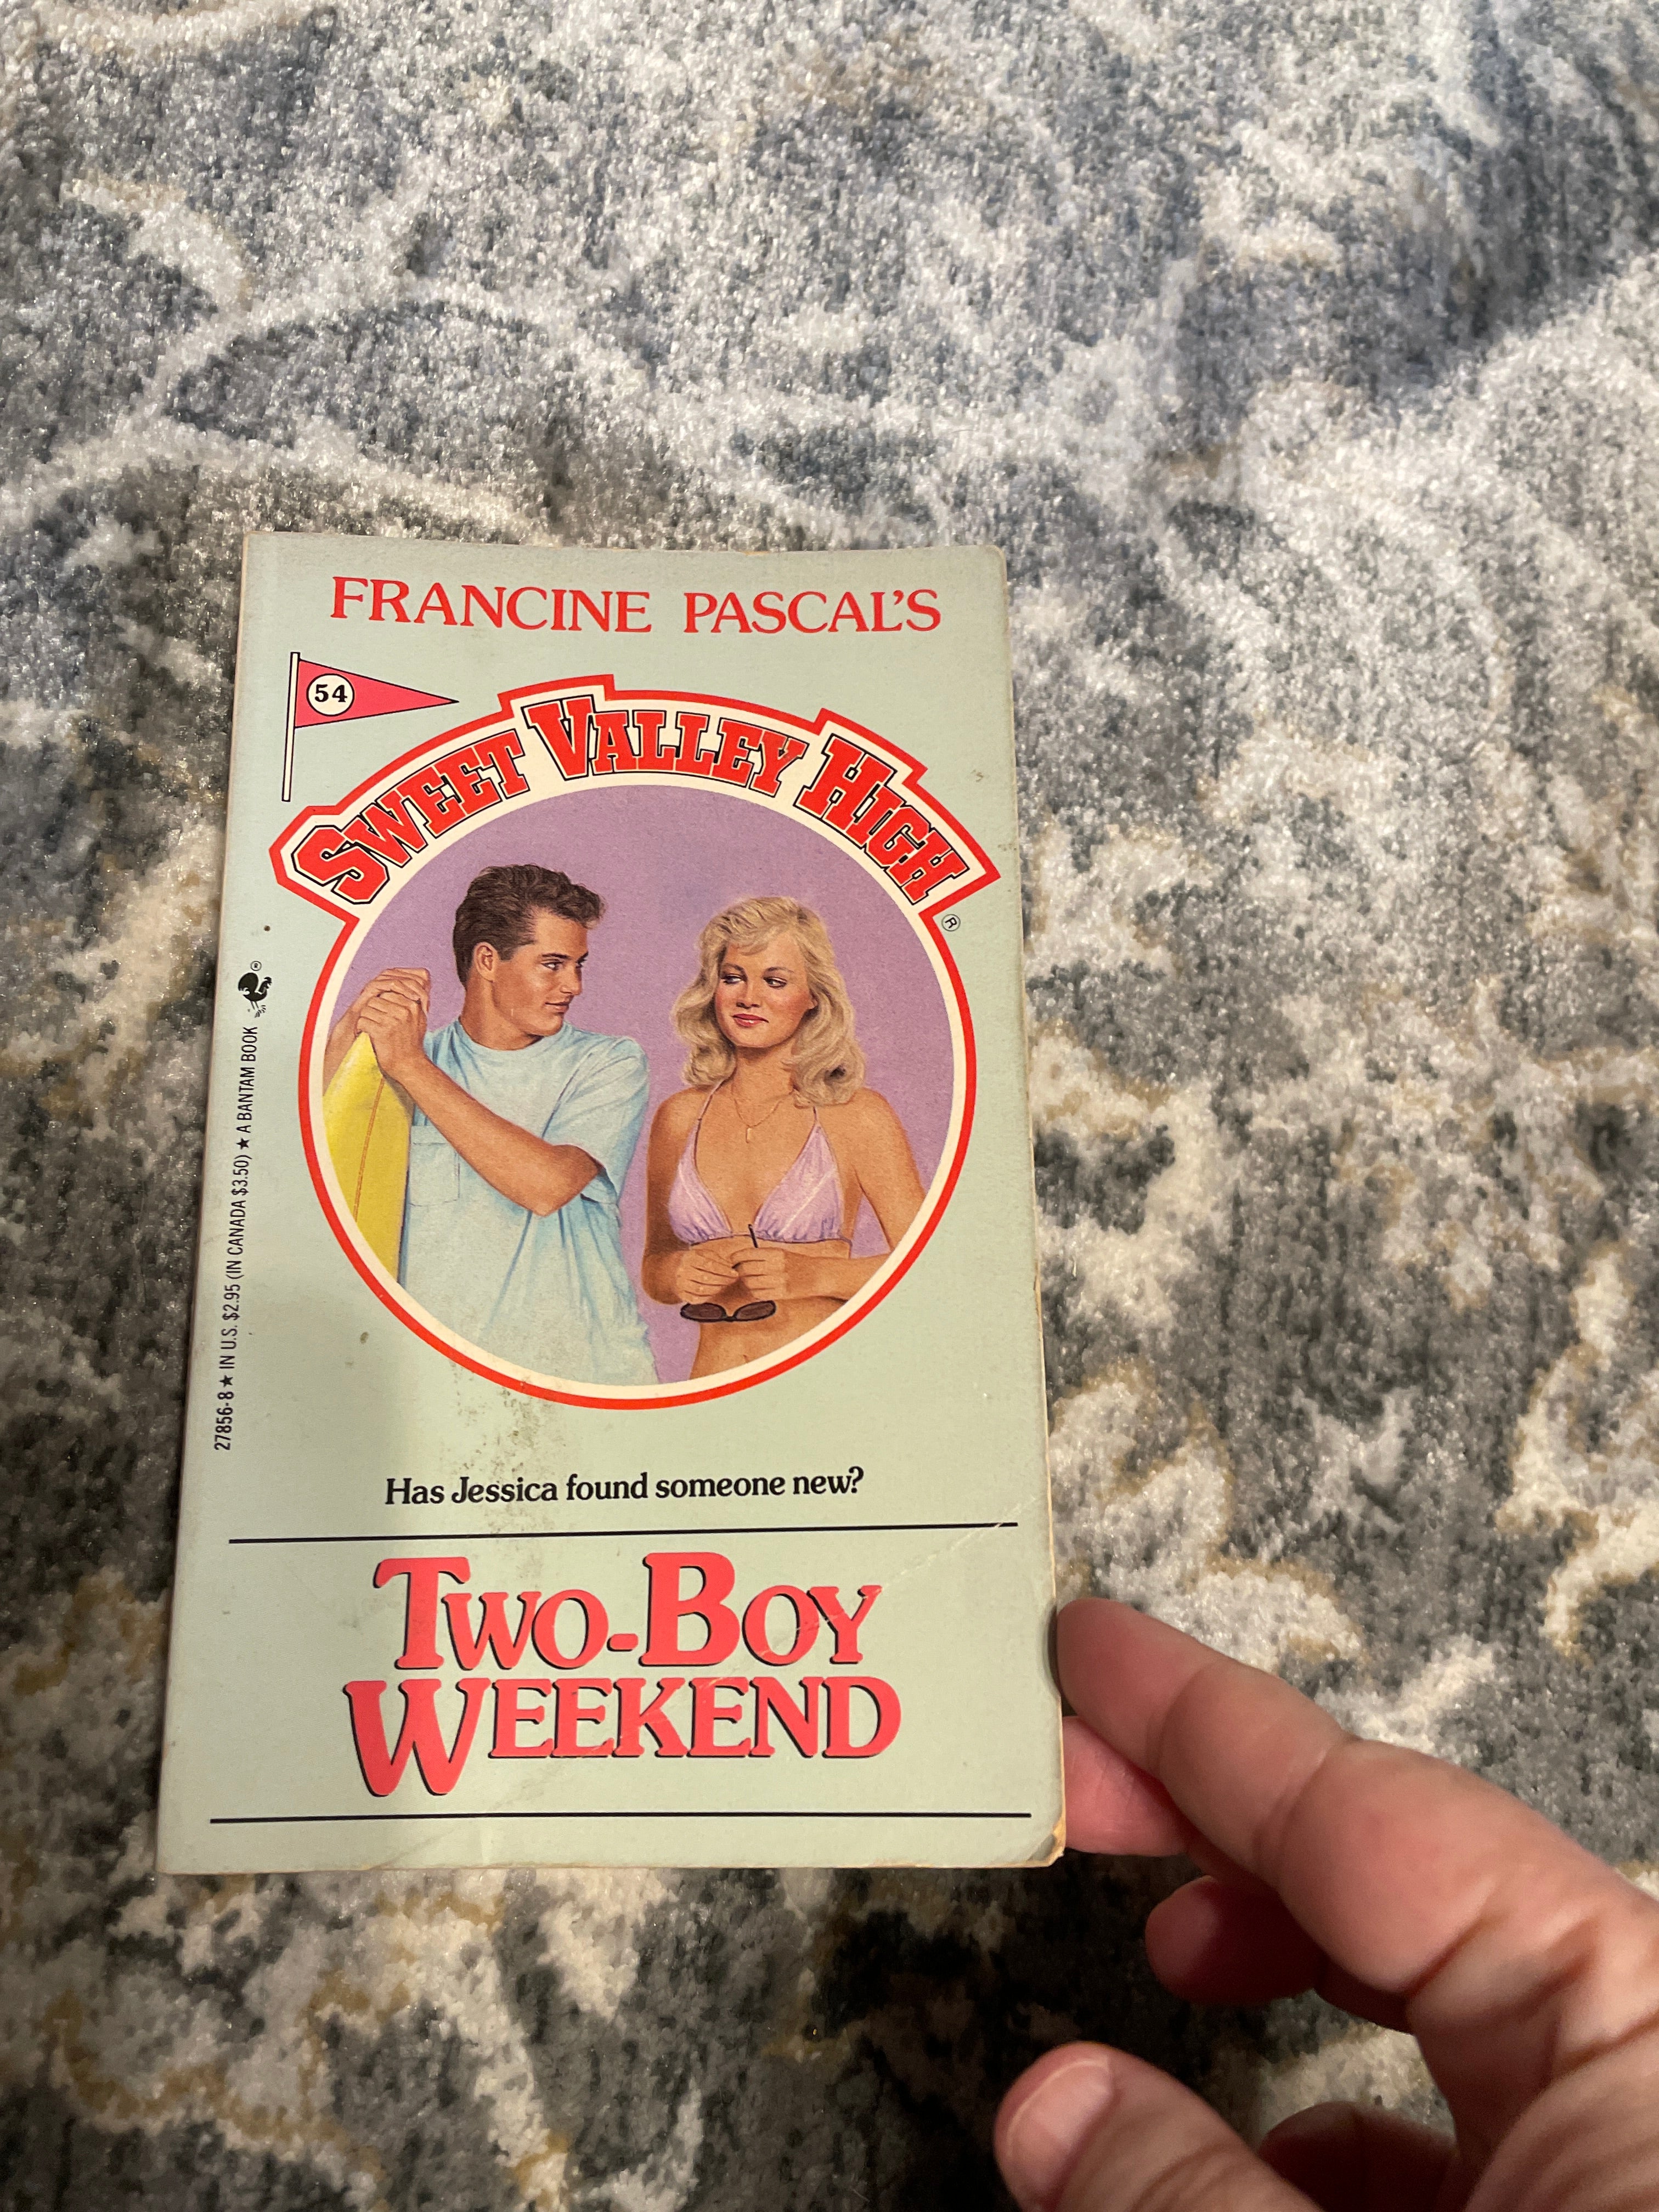 FRANCINE PASCAL'S
54
SWEET VALLEY HIGH
®
27856-8 ★ IN U.S. $2.95 (IN CANADA $3.50) ★ A BANTAM BOOK
®
Has Jessica found someone new?
TWO-BOY
WEEKEND